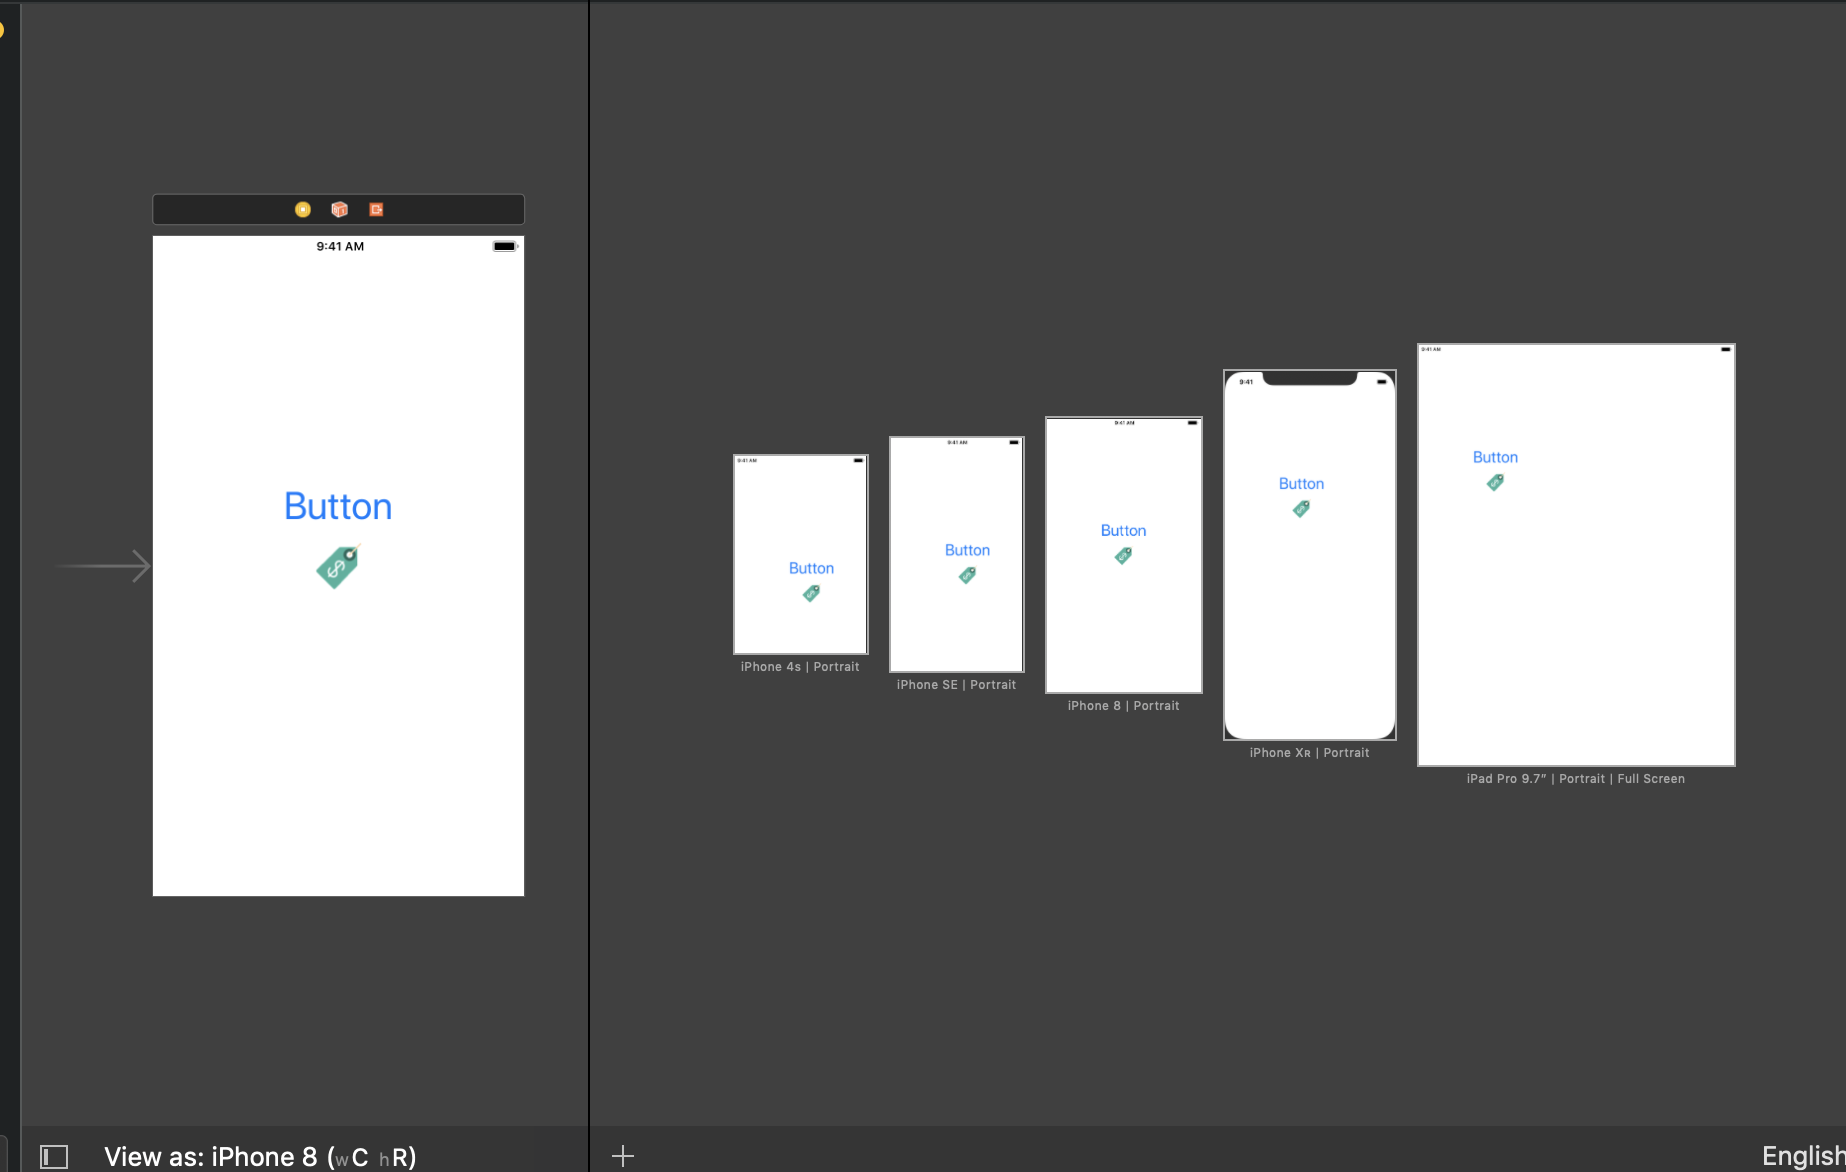 9:41 AM
Button
View as: iPhone 8 (wC hR)
9:41 AM
Button
iPhone 4s | Portrait
9:41 AM
Button
iPhone SE | Portrait
9:41 AM
Button
iPhone 8 | Portrait
9:41
Button
iPhone XR | Portrait
9:41 AM
Button
iPad Pro 9.7” | Portrait | Full Screen
English